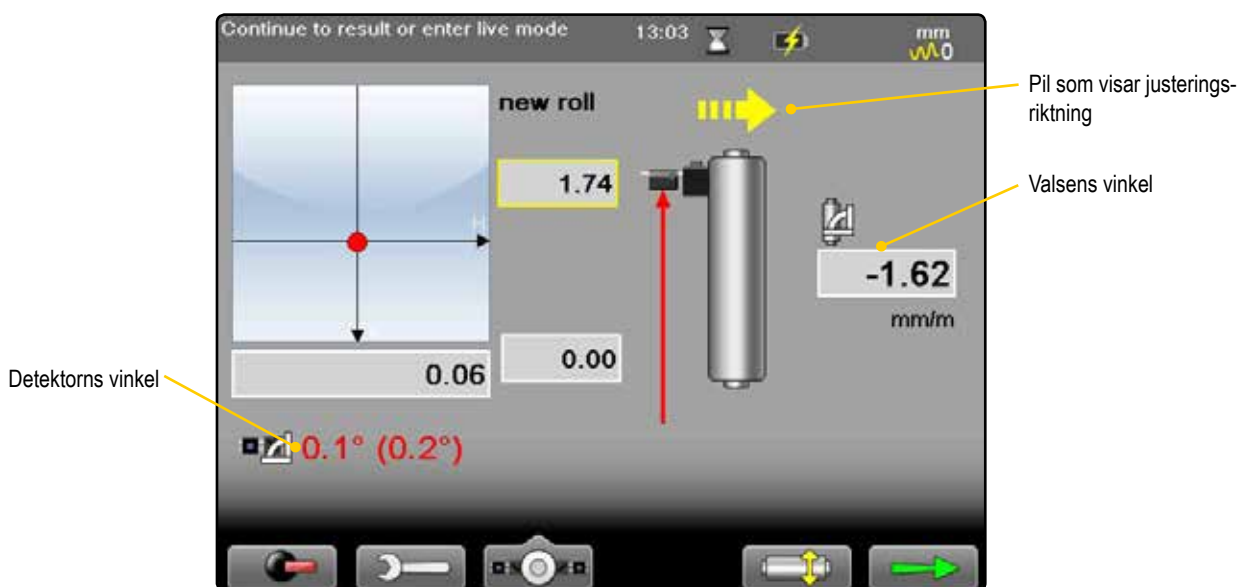 Continue to result or enter live mode
13:03
mm
0
new roll
H
1.74
-1.62
mm/m
0.00
0.06
0.1° (0.2°)
Pil som visar justerings-
riktning
Valsens vinkel
Detektorns vinkel